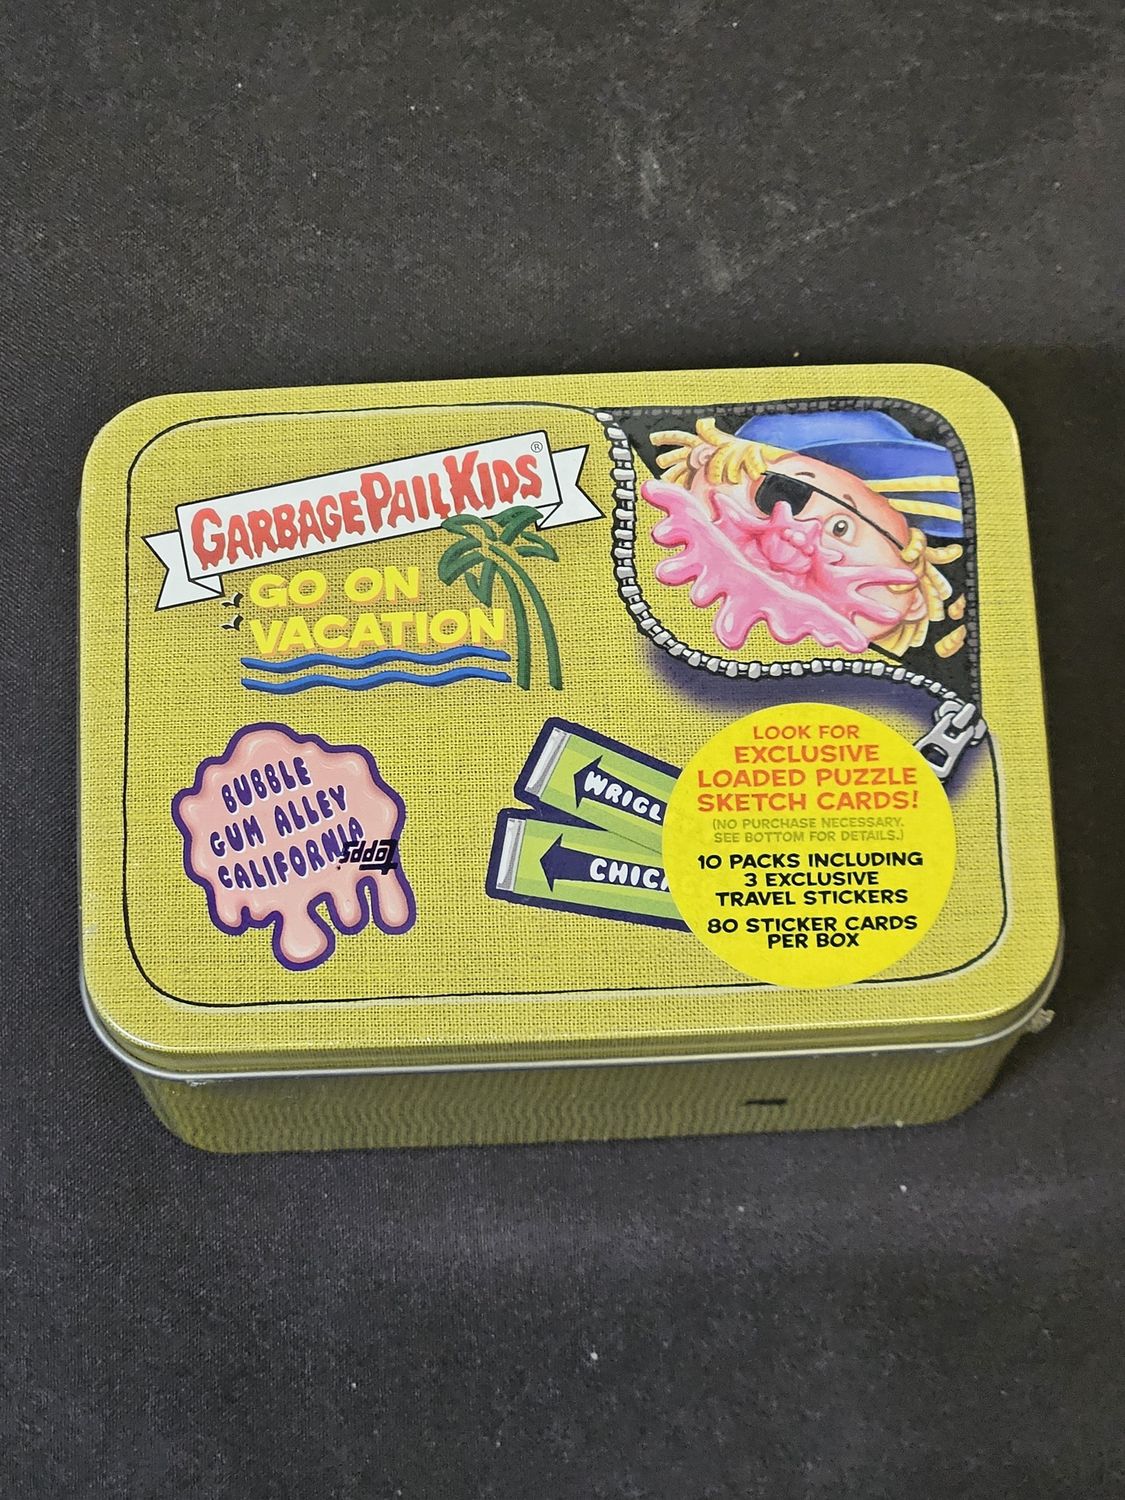 GARBAGE PAIL KIDS®
GO ON
VACATION
BUBBLE
GUM ALLEY
CALIFORNIA
Topps
WRIGL
CHIC
LOOK FOR
EXCLUSIVE
LOADED PUZZLE
SKETCH CARDS!
(NO PURCHASE NECESSARY.
SEE BOTTOM FOR DETAILS.)
10 PACKS INCLUDING
3 EXCLUSIVE
TRAVEL STICKERS
80 STICKER CARDS
PER BOX